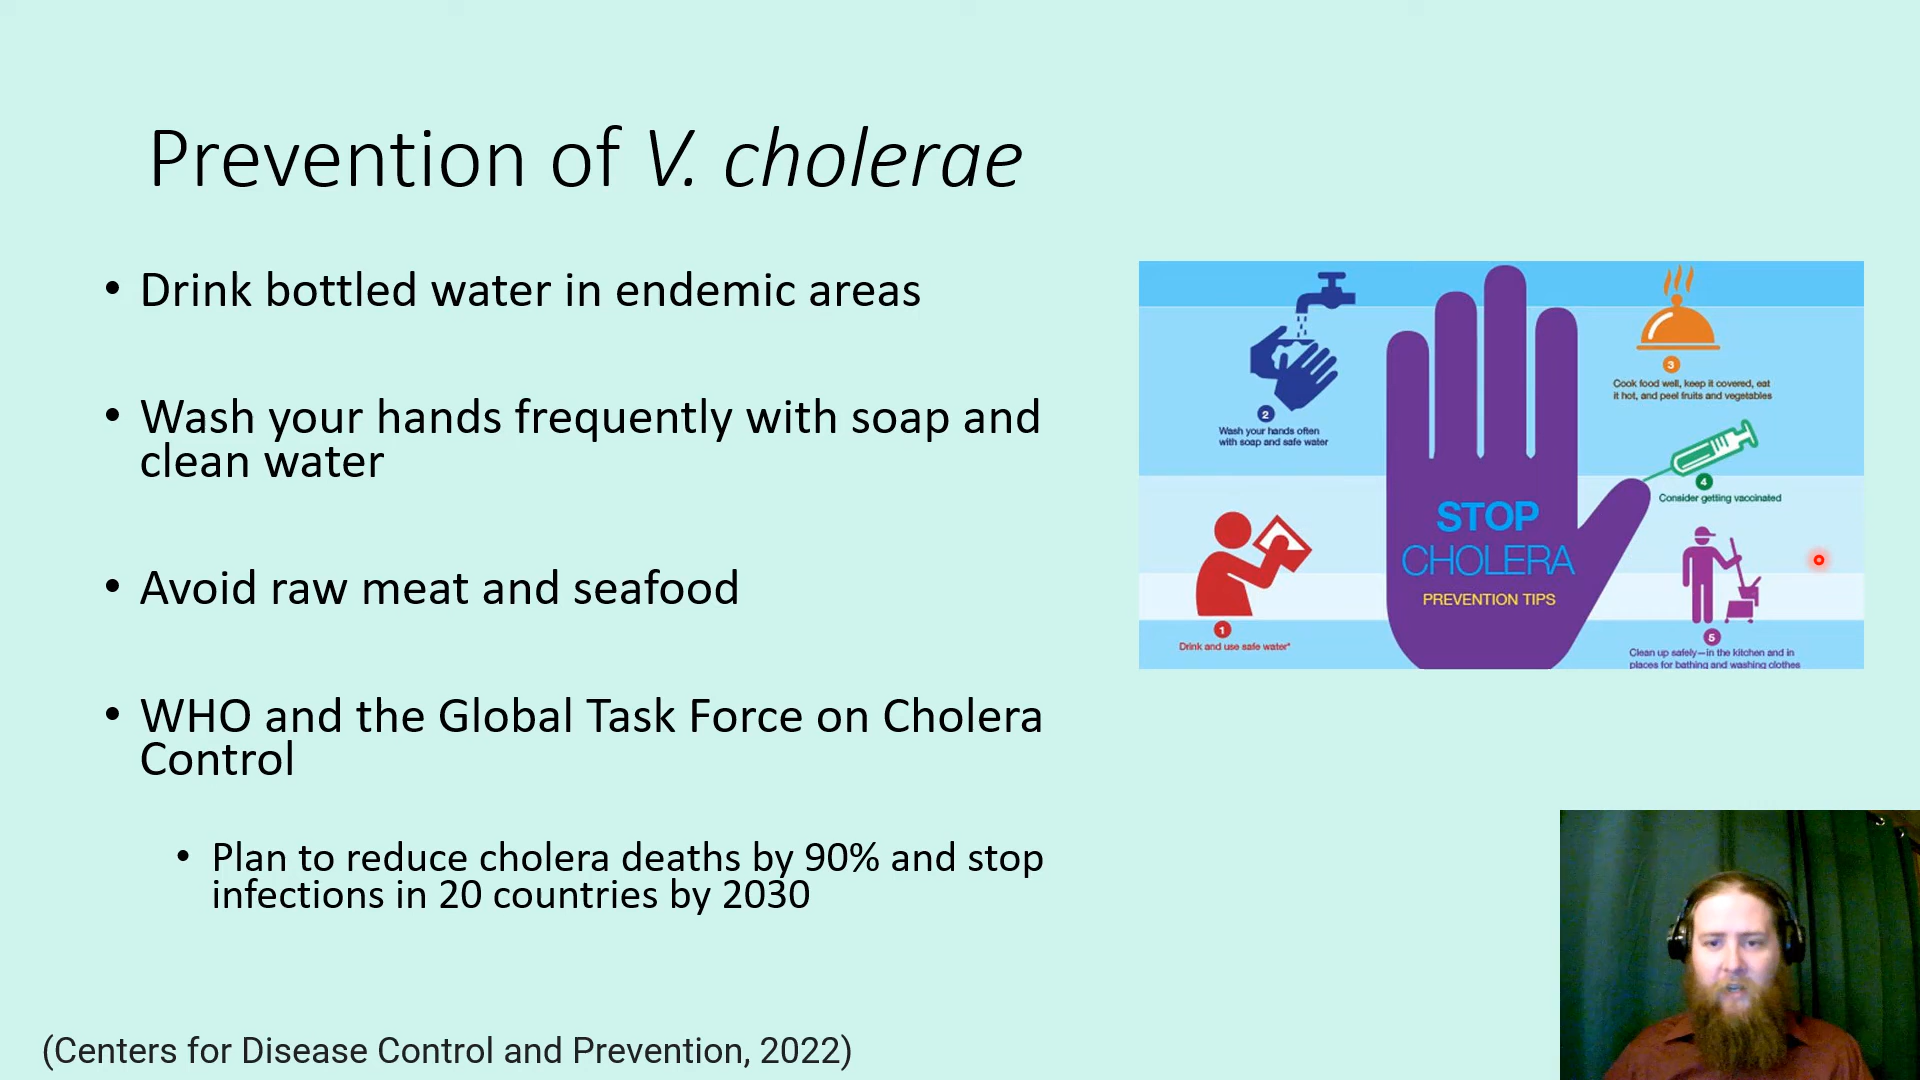 Prevention of V. cholerae
• Drink bottled water in endemic areas
• Wash your hands frequently with soap and
clean water
• Avoid raw meat and seafood
• WHO and the Global Task Force on Cholera
Control
• Plan to reduce cholera deaths by 90% and stop
infections in 20 countries by 2030
(Centers for Disease Control and Prevention, 2022)
STOP
CHOLERA
PREVENTION TIPS
1
Drink and use safe water*
2
Wash your hands often
with soap and safe water
3
Cook food well, keep it covered, eat
it hot, and peel fruits and vegetables
4
Consider getting vaccinated
5
Clean up safely—in the kitchen and in
places for bathing and washing clothes